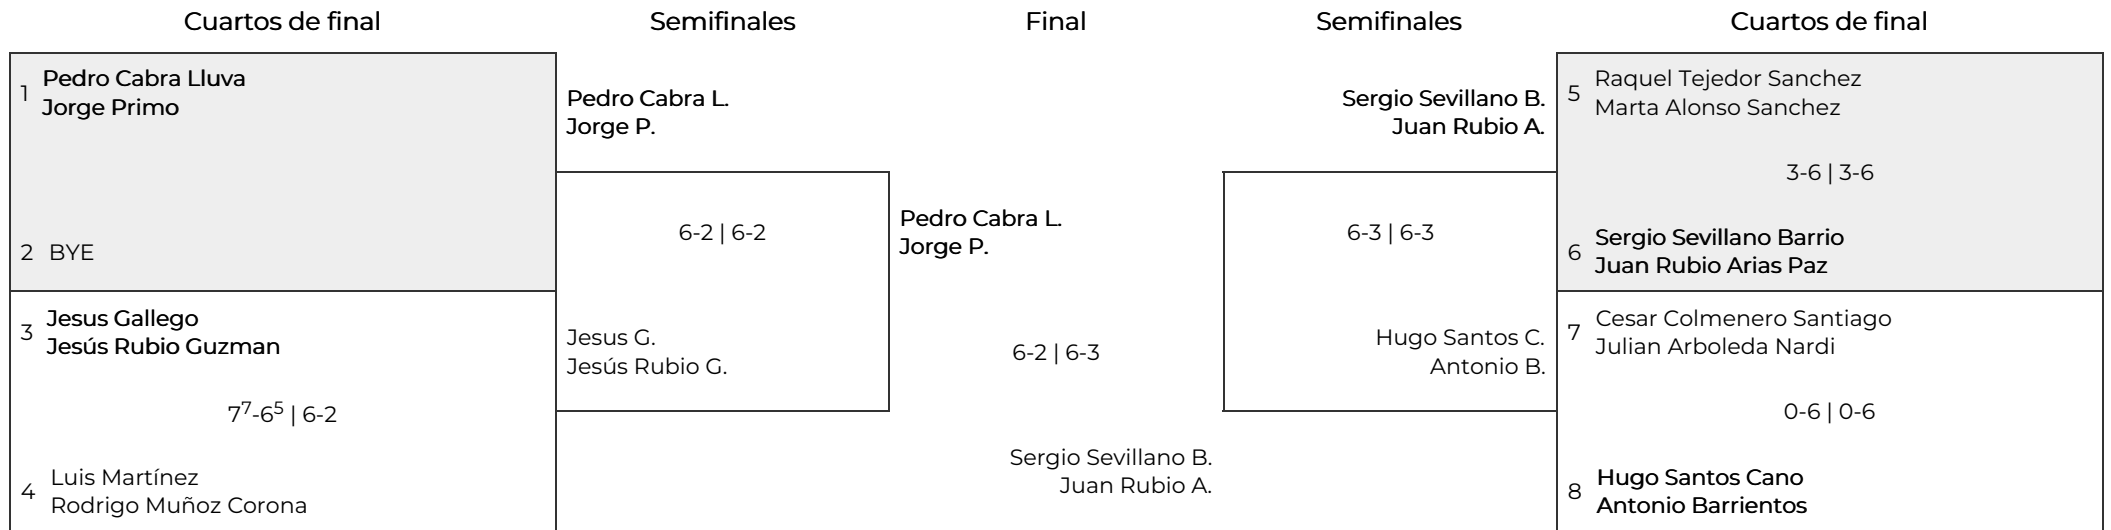 Cuartos de final
Semifinales
Final
Semifinales
Cuartos de final
1
Pedro Cabra Lluva
Jorge Primo
2 BYE
3
Jesus Gallego
Jesús Rubio Guzman
7⁷-6⁵ | 6-2
4
Luis Martínez
Rodrigo Muñoz Corona
Pedro Cabra L.
Jorge P.
6-2 | 6-2
Jesus G.
Jesús Rubio G.
Pedro Cabra L.
Jorge P.
6-2 | 6-3
Sergio Sevillano B.
Juan Rubio A.
Sergio Sevillano B.
Juan Rubio A.
6-3 | 6-3
Hugo Santos C.
Antonio B.
5
Raquel Tejedor Sanchez
Marta Alonso Sanchez
3-6 | 3-6
6
Sergio Sevillano Barrio
Juan Rubio Arias Paz
7
Cesar Colmenero Santiago
Julian Arboleda Nardi
0-6 | 0-6
8
Hugo Santos Cano
Antonio Barrientos